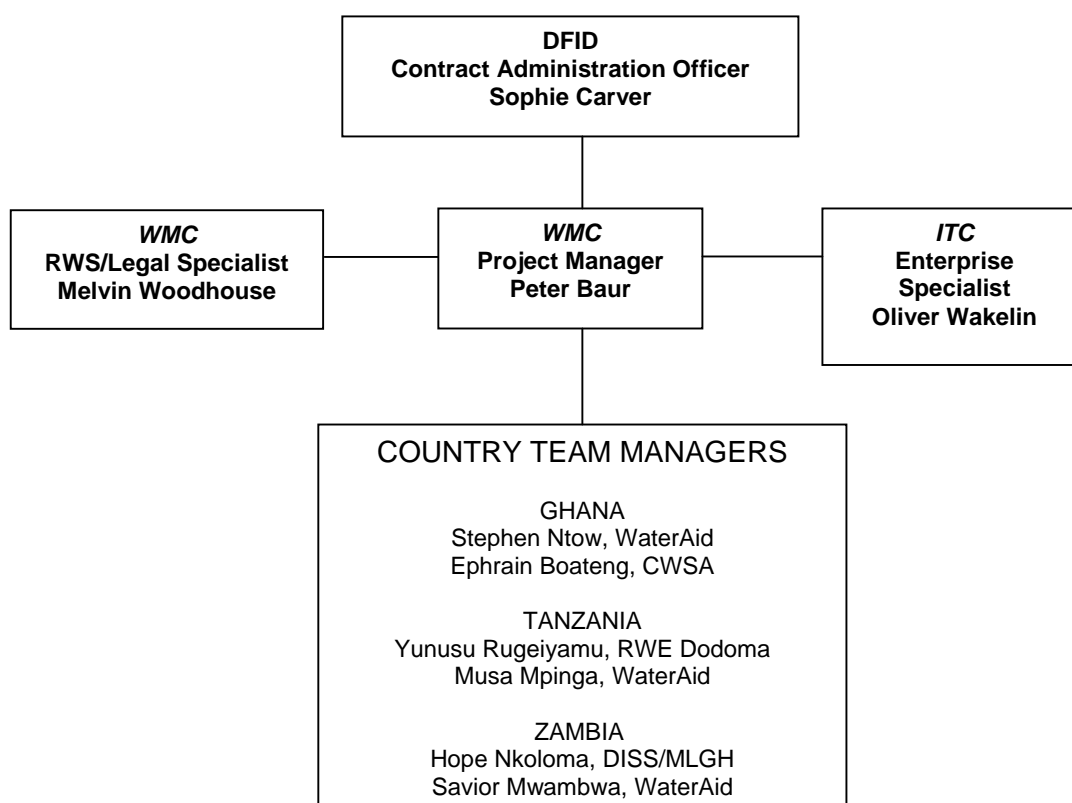 DFID
Contract Administration Officer
Sophie Carver
WMC
RWS/Legal Specialist
Melvin Woodhouse
WMC
Project Manager
Peter Baur
ITC
Enterprise
Specialist
Oliver Wakelin
COUNTRY TEAM MANAGERS
GHANA
Stephen Ntow, WaterAid
Ephrain Boateng, CWSA
TANZANIA
Yunusu Rugeiyamu, RWE Dodoma
Musa Mpinga, WaterAid
ZAMBIA
Hope Nkoloma, DISS/MLGH
Savior Mwambwa, WaterAid